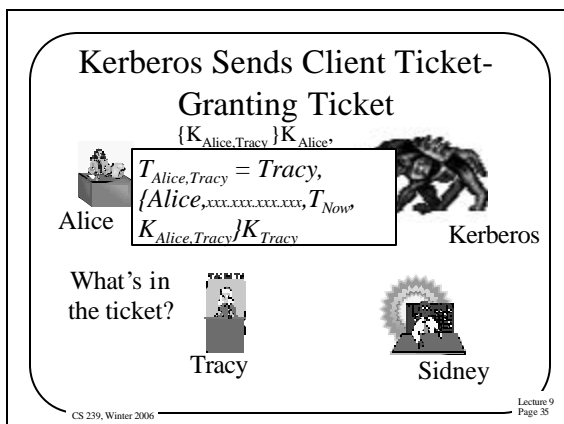 Kerberos Sends Client Ticket-
Granting Ticket
{K_Alice,Tracy}K_Alice,
T_Alice,Tracy = Tracy,
{Alice,xxx.xxx.xxx.xxx,T_Now,
K_Alice,Tracy}K_Tracy
Alice
Kerberos
What's in
the ticket?
Tracy
Sidney
CS 239, Winter 2006
Lecture 9
Page 35